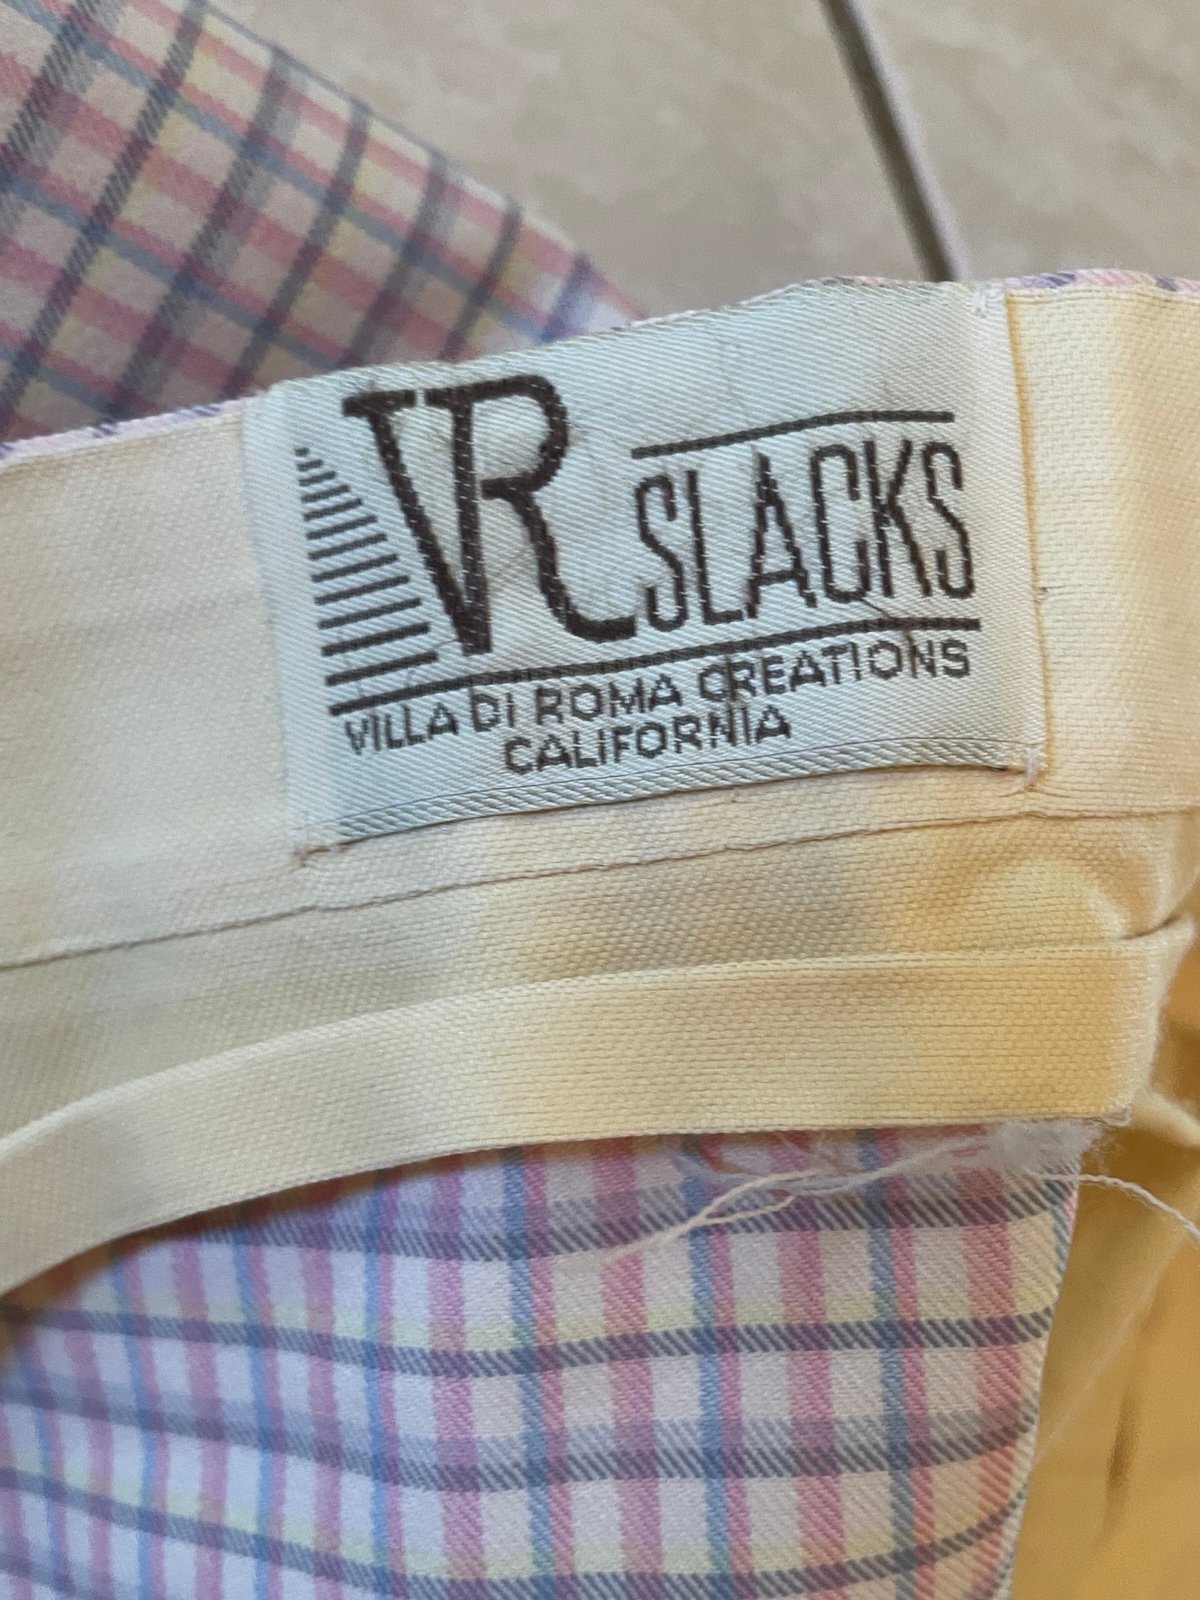 VR SLACKS
VILLA DI ROMA CREATIONS
CALIFORNIA